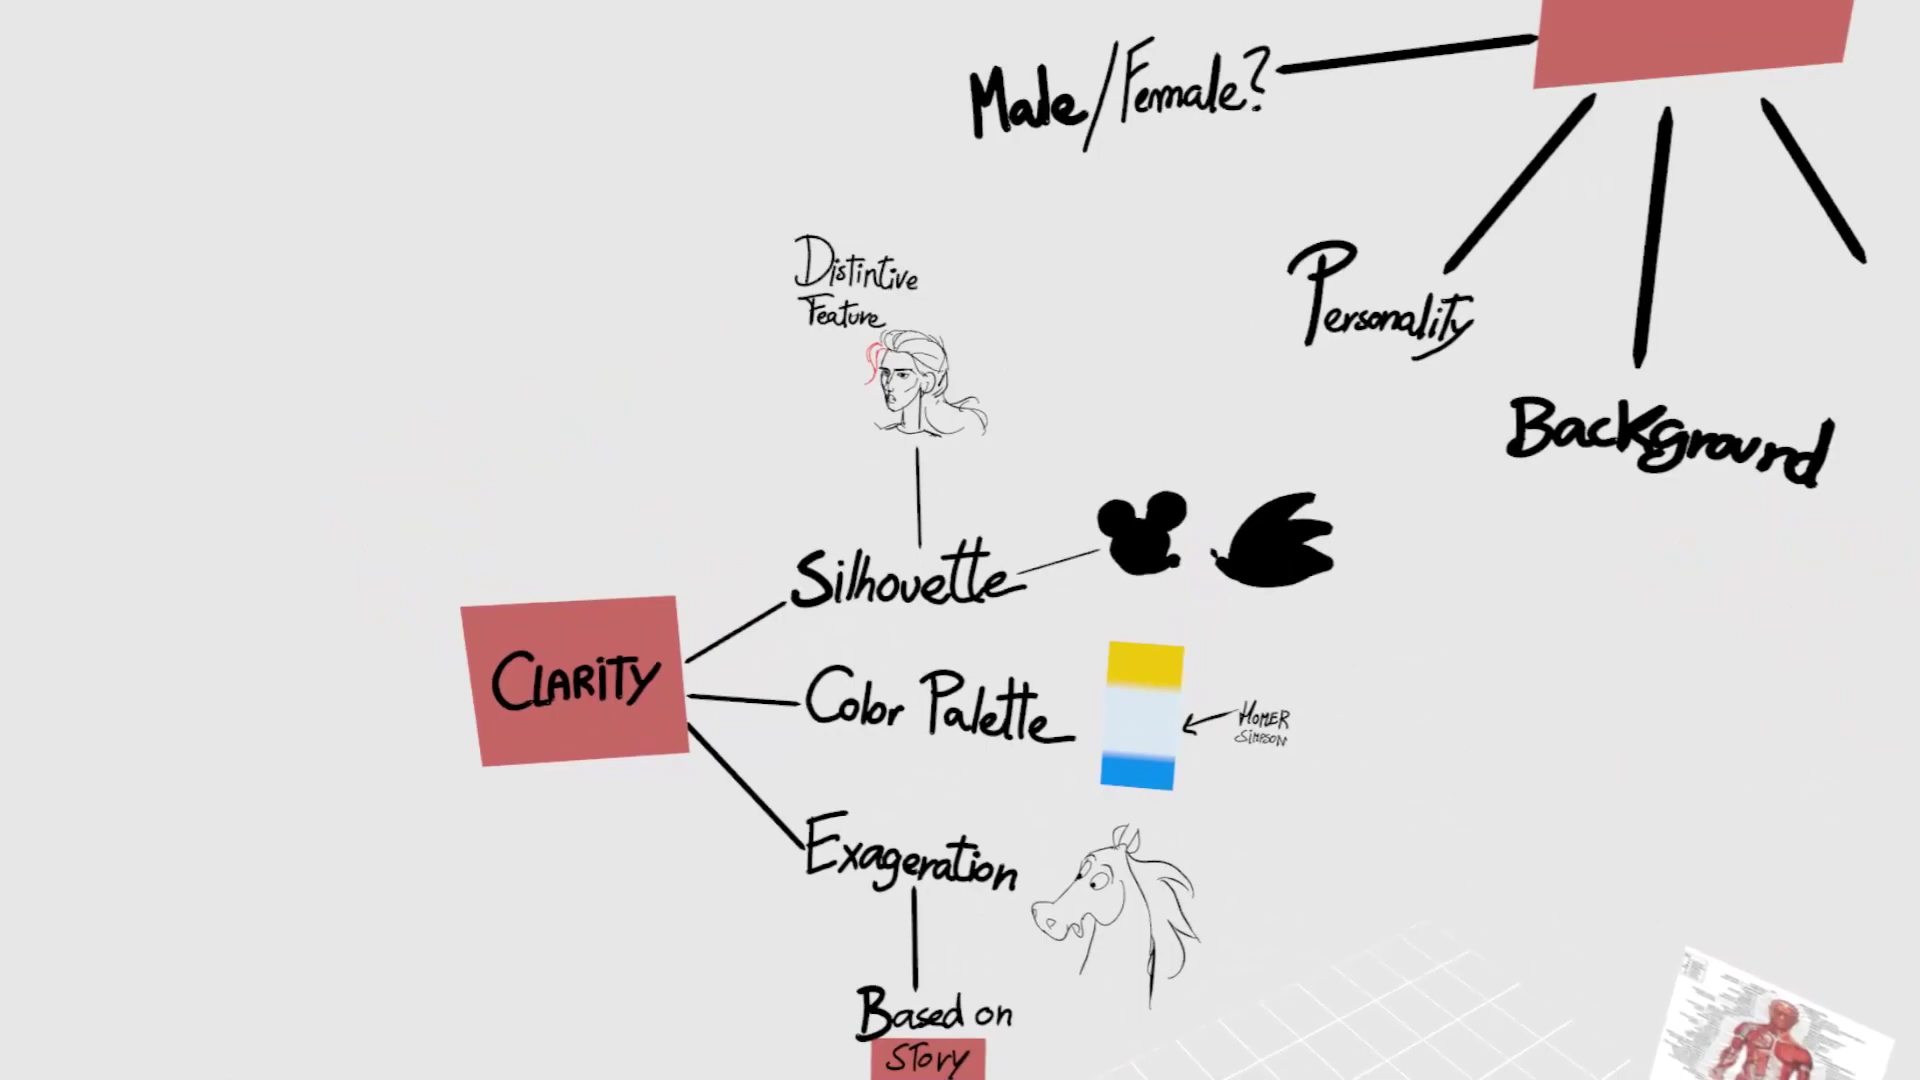 Male/Female?
Personality
Background
Distintive
Feature
Silhouette
CLARITY
Color Palette
HOMER
SIMPSON
Exageration
Based on
STORY